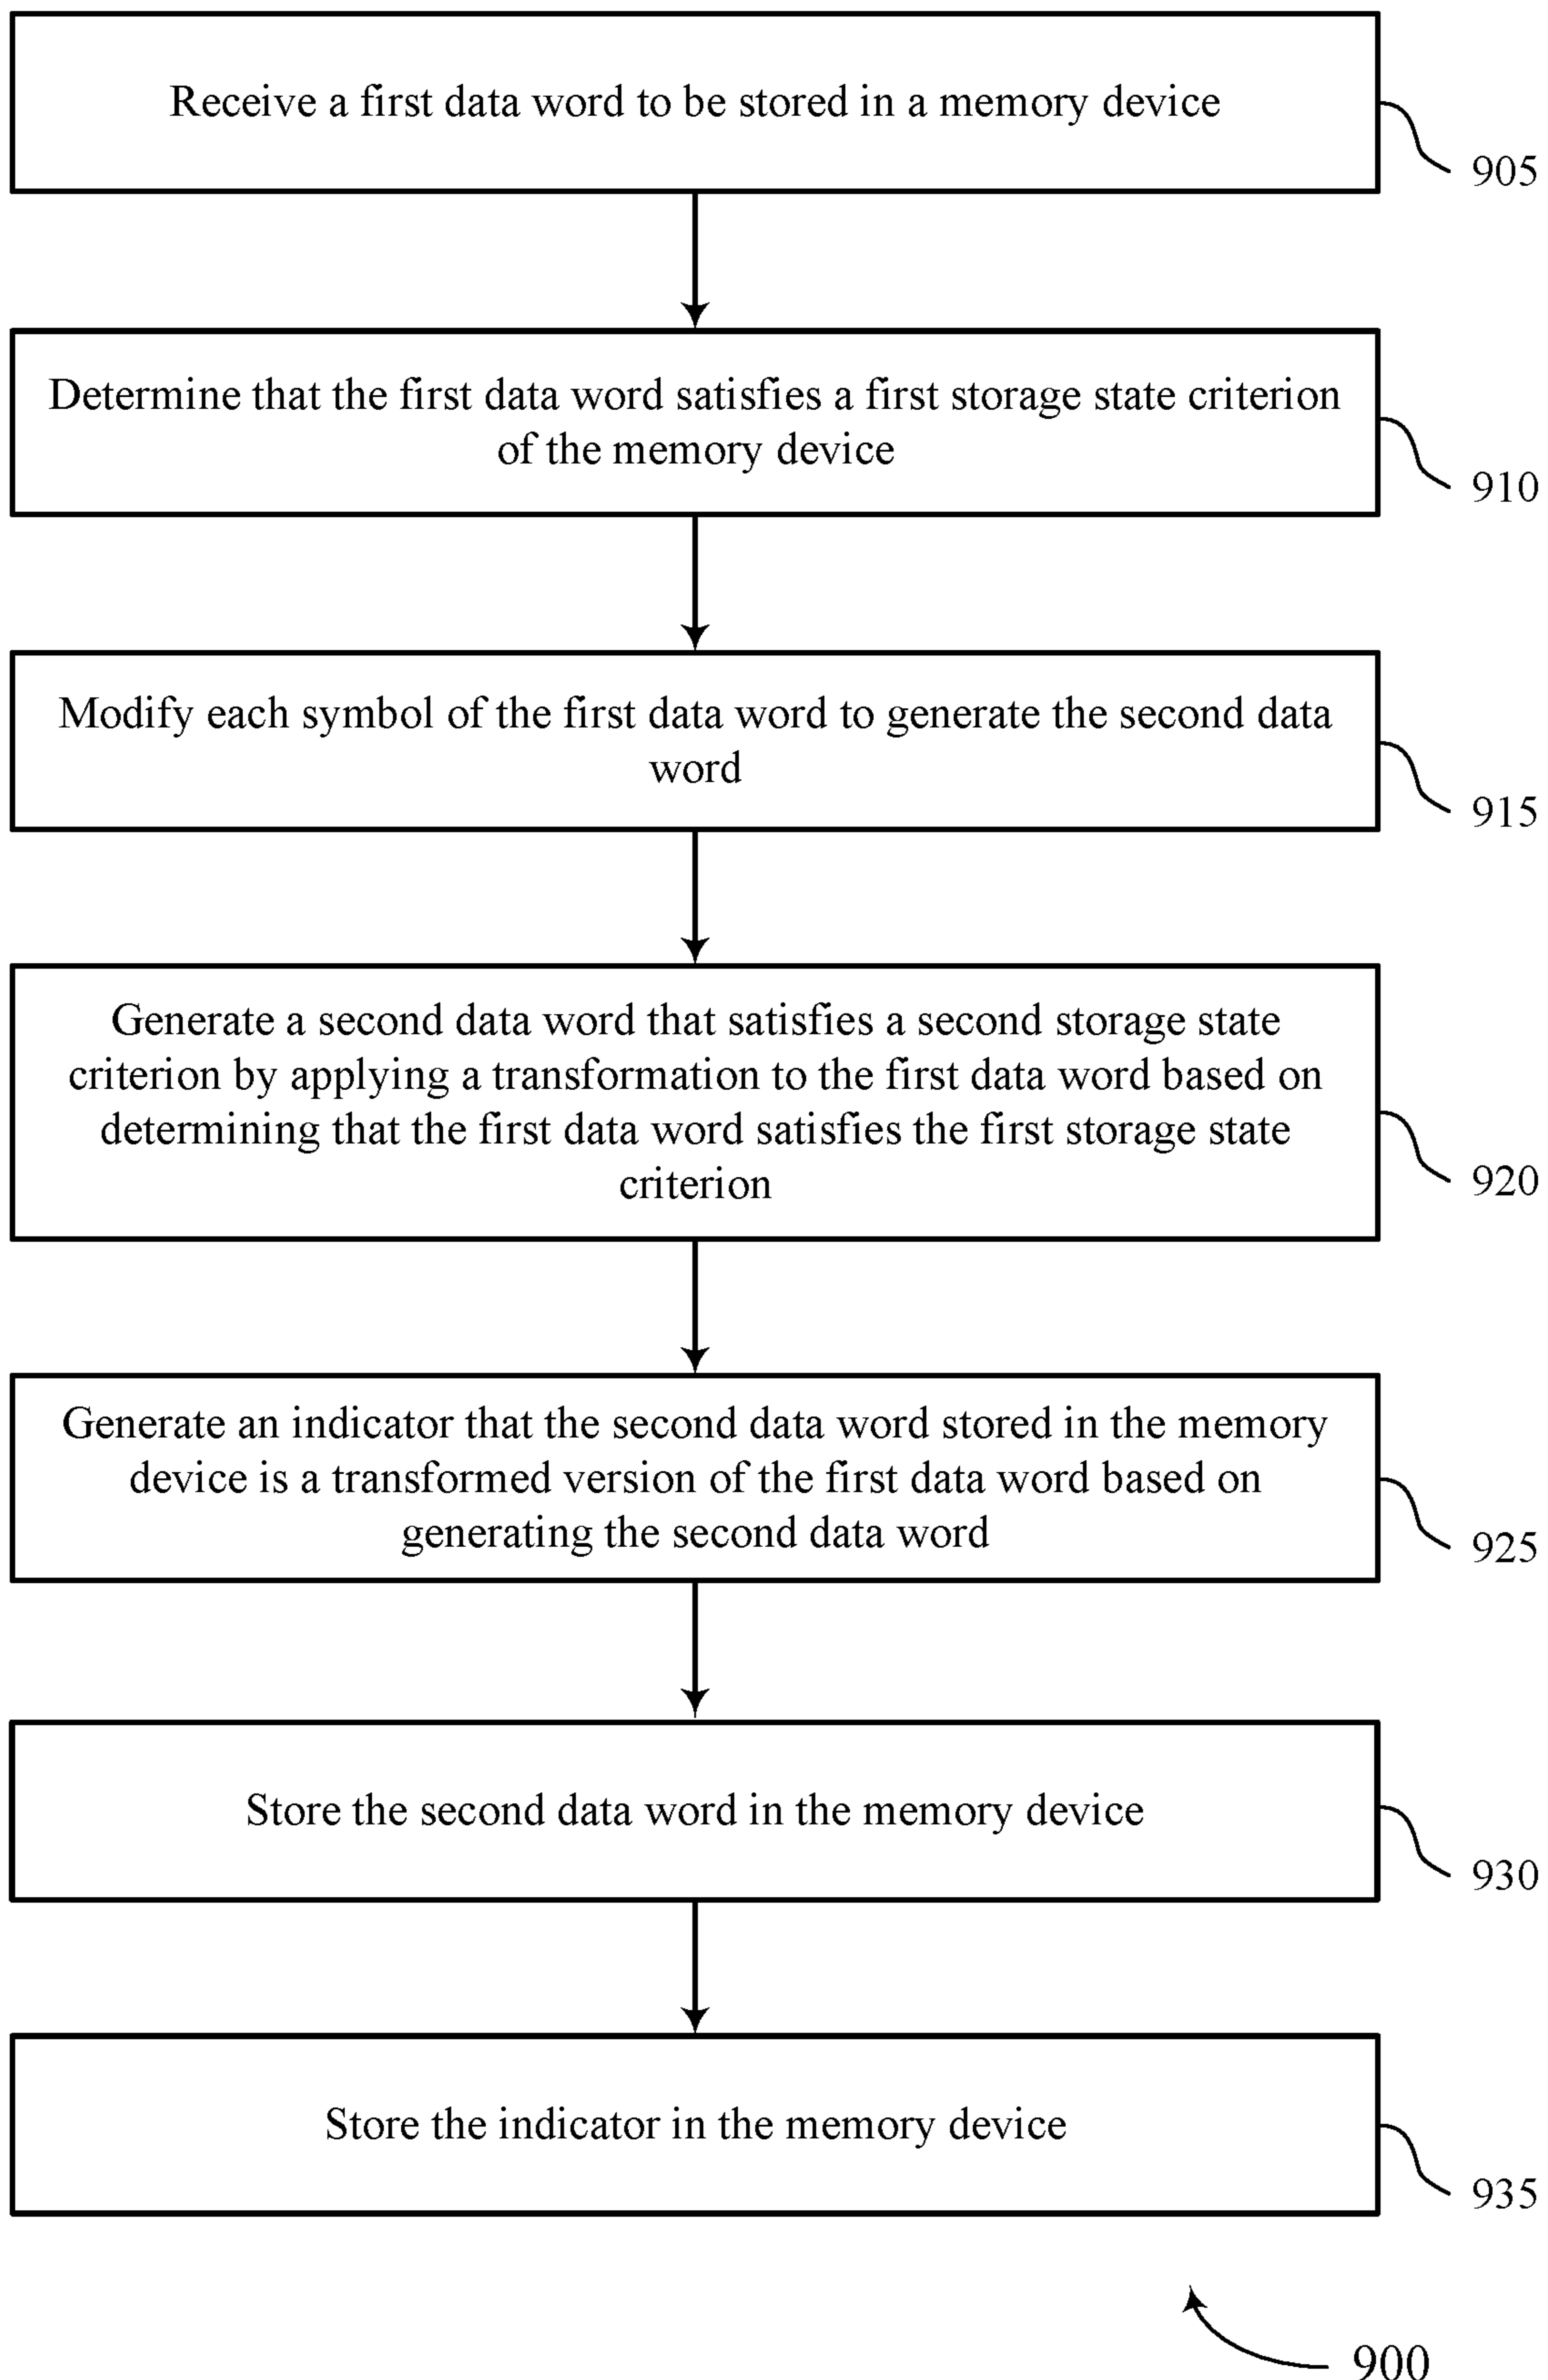 Receive a first data word to be stored in a memory device
905
Determine that the first data word satisfies a first storage state criterion
of the memory device
910
Modify each symbol of the first data word to generate the second data
word
915
Generate a second data word that satisfies a second storage state
criterion by applying a transformation to the first data word based on
determining that the first data word satisfies the first storage state
criterion
920
Generate an indicator that the second data word stored in the memory
device is a transformed version of the first data word based on
generating the second data word
925
Store the second data word in the memory device
930
Store the indicator in the memory device
935
900